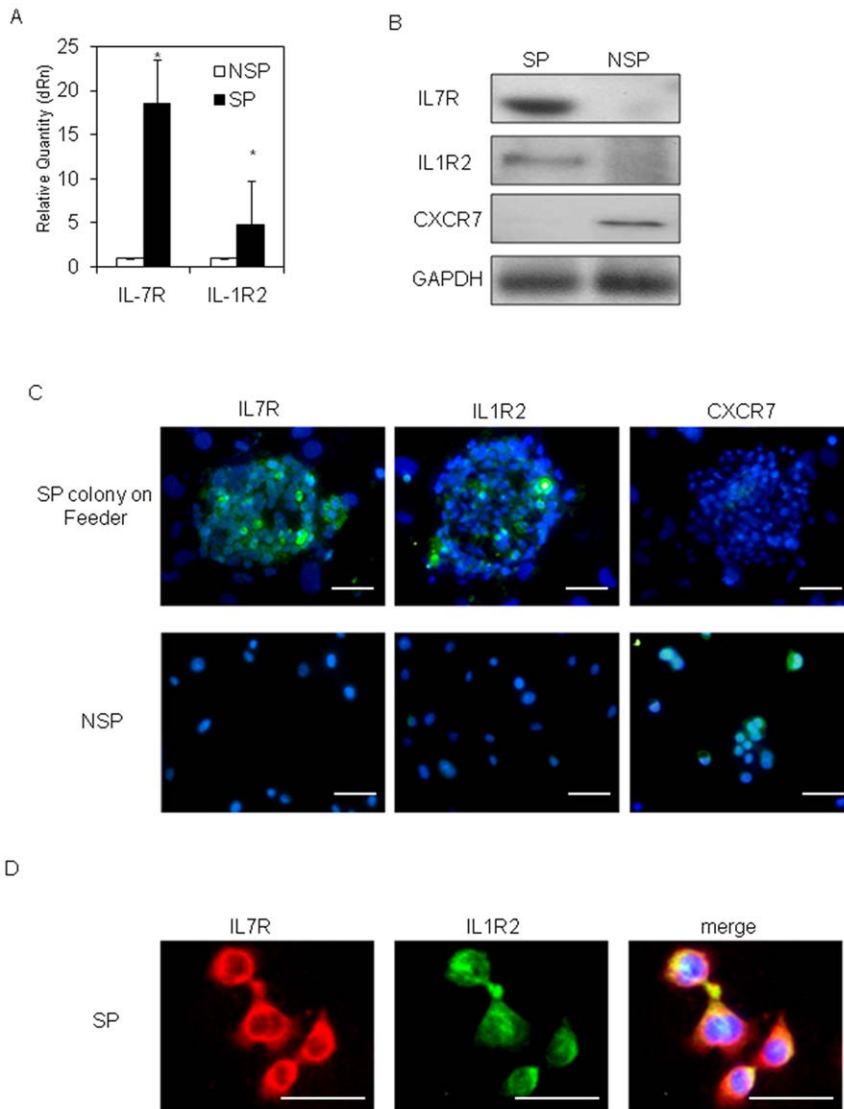 A
Relative Quantity (dRn)
25
20
15
10
5
0
*
*
NSP
SP
IL-7R
IL-1R2
B
SP NSP
IL7R
IL1R2
CXCR7
GAPDH
C
IL7R IL1R2 CXCR7
SP colony on
Feeder
NSP
D
IL7R IL1R2 merge
SP